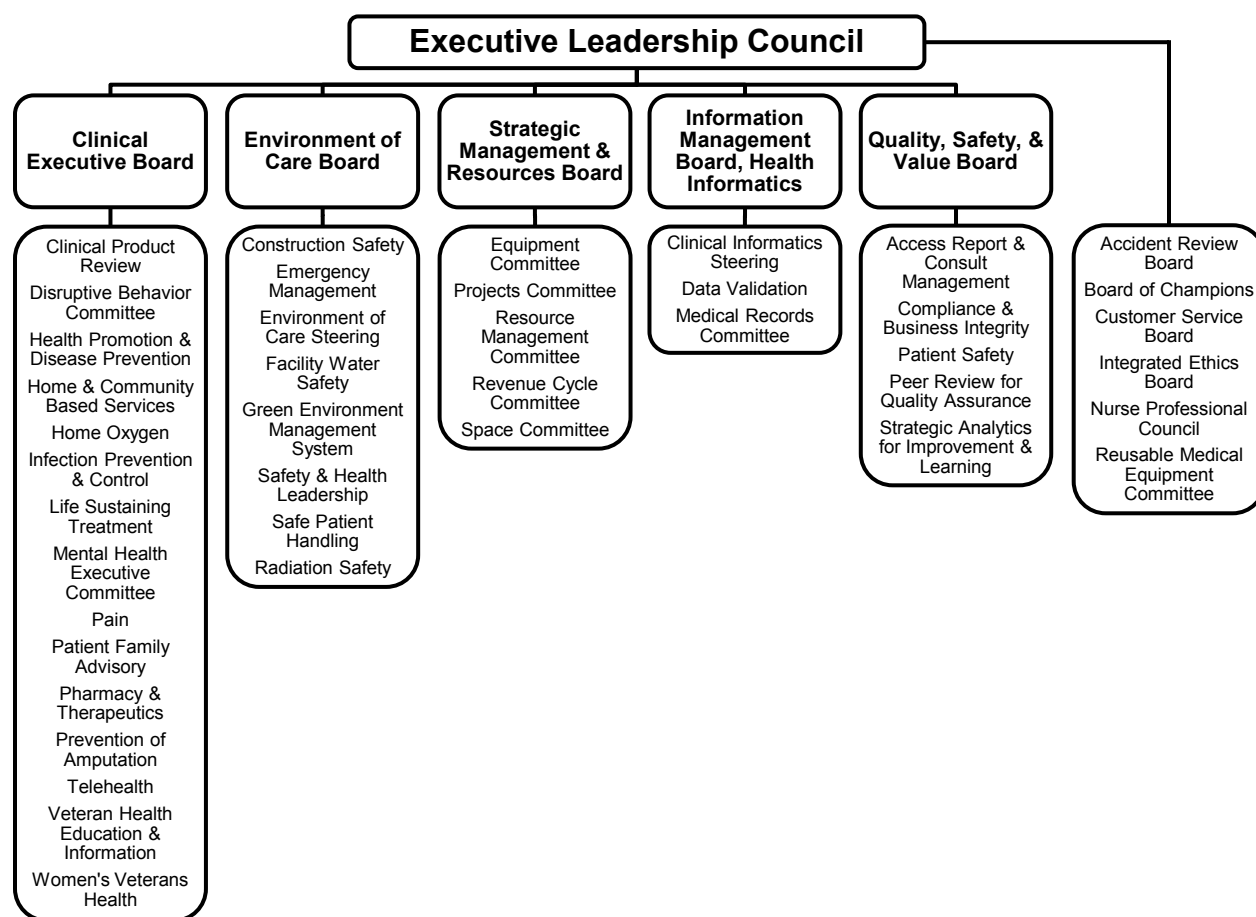 Executive Leadership Council
Clinical
Executive Board
Environment of
Care Board
Strategic
Management &
Resources Board
Information
Management
Board, Health
Informatics
Quality, Safety, &
Value Board
Clinical Product
Review
Disruptive Behavior
Committee
Health Promotion &
Disease Prevention
Home & Community
Based Services
Home Oxygen
Infection Prevention
& Control
Life Sustaining
Treatment
Mental Health
Executive
Committee
Pain
Patient Family
Advisory
Pharmacy &
Therapeutics
Prevention of
Amputation
Telehealth
Veteran Health
Education &
Information
Women's Veterans
Health
Construction Safety
Emergency
Management
Environment of
Care Steering
Facility Water
Safety
Green Environment
Management
System
Safety & Health
Leadership
Safe Patient
Handling
Radiation Safety
Equipment
Committee
Projects Committee
Resource
Management
Committee
Revenue Cycle
Committee
Space Committee
Clinical Informatics
Steering
Data Validation
Medical Records
Committee
Access Report &
Consult
Management
Compliance &
Business Integrity
Patient Safety
Peer Review for
Quality Assurance
Strategic Analytics
for Improvement &
Learning
Accident Review
Board
Board of Champions
Customer Service
Board
Integrated Ethics
Board
Nurse Professional
Council
Reusable Medical
Equipment
Committee